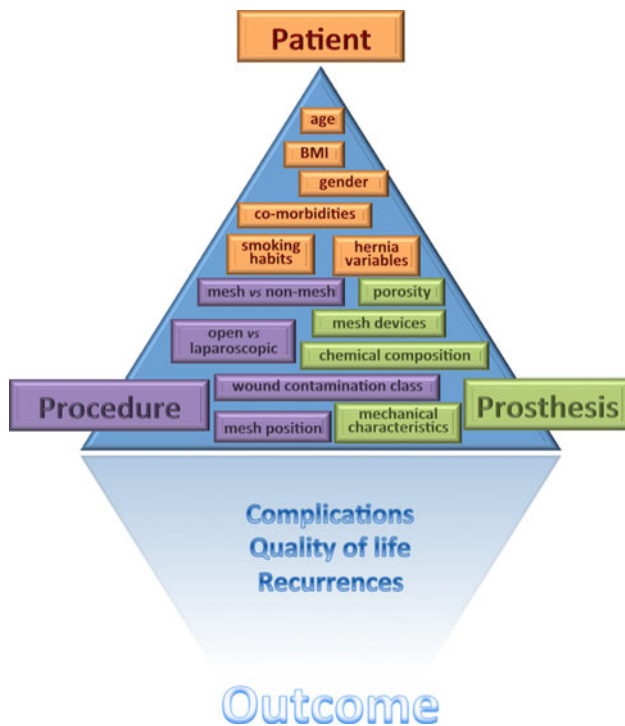 Patient
age
BMI
gender
co-morbidities
smoking
habits
hernia
variables
mesh vs non-mesh
porosity
mesh devices
open vs
laparoscopic
chemical composition
wound contamination class
Procedure
Prosthesis
mesh position
mechanical
characteristics
Complications
Quality of life
Recurrences
Outcome